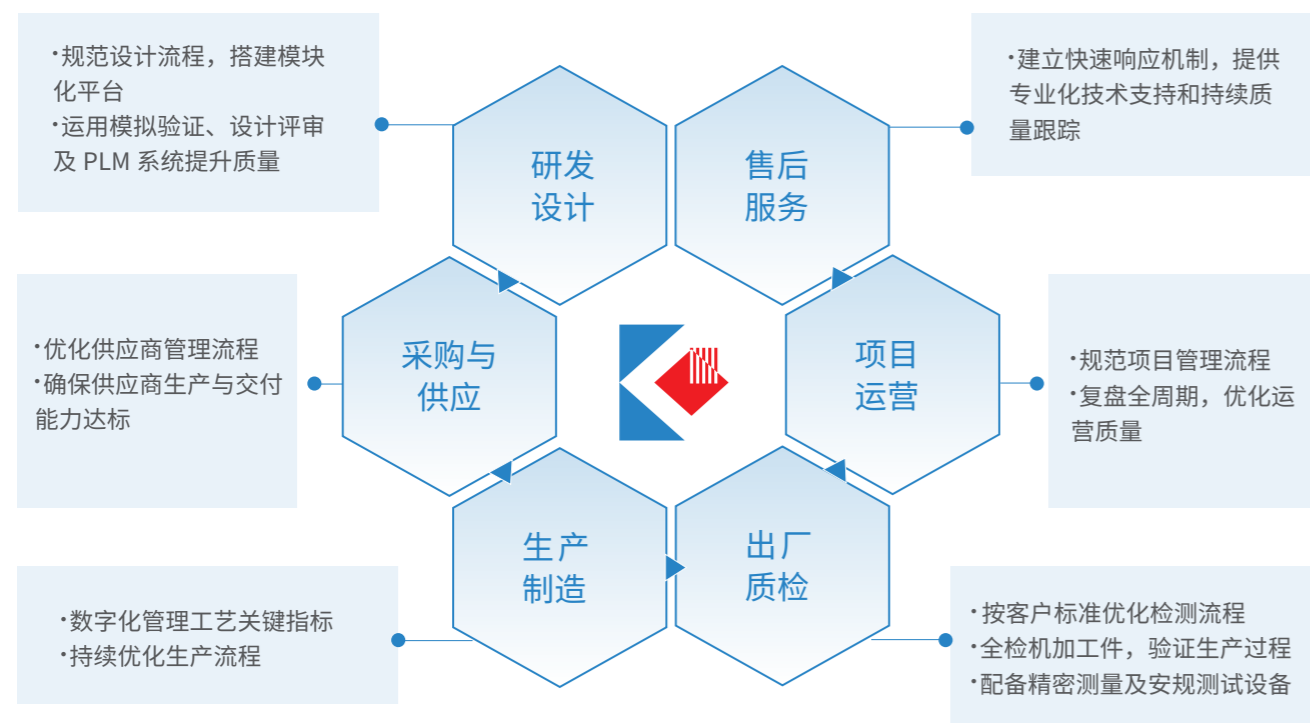 ·规范设计流程，搭建模块
化平台
·运用模拟验证、设计评审
及 PLM 系统提升质量
研发
设计
售后
服务
·建立快速响应机制，提供
专业化技术支持和持续质
量跟踪
·优化供应商管理流程
·确保供应商生产与交付
能力达标
采购与
供应
项目
运营
·规范项目管理流程
·复盘全周期，优化运
营质量
·数字化管理工艺关键指标
·持续优化生产流程
生产
制造
出厂
质检
·按客户标准优化检测流程
·全检机加工件，验证生产过程
·配备精密测量及安规测试设备